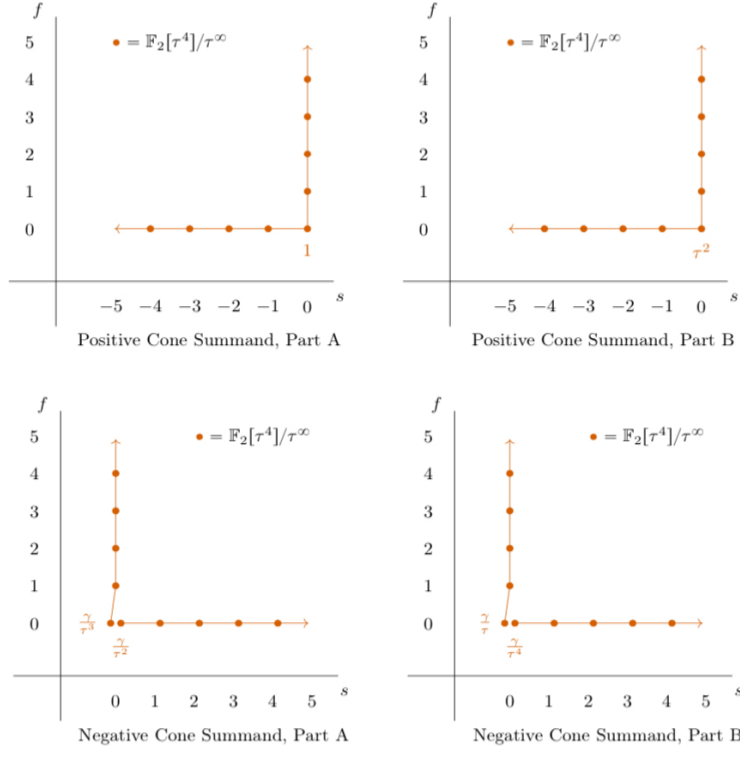 f
f
5
• = 𝔽₂[τ⁴]/τ^∞
5
• = 𝔽₂[τ⁴]/τ^∞
4
4
3
3
2
2
1
1
0
0
1
τ²
−5 −4 −3 −2 −1 0 s
−5 −4 −3 −2 −1 0 s
Positive Cone Summand, Part A
Positive Cone Summand, Part B
f
f
5
• = 𝔽₂[τ⁴]/τ^∞
5
• = 𝔽₂[τ⁴]/τ^∞
4
4
3
3
2
2
1
1
0 γ/τ³
0 γ/τ
γ/τ²
γ/τ⁴
0 1 2 3 4 5 s
0 1 2 3 4 5 s
Negative Cone Summand, Part A
Negative Cone Summand, Part B